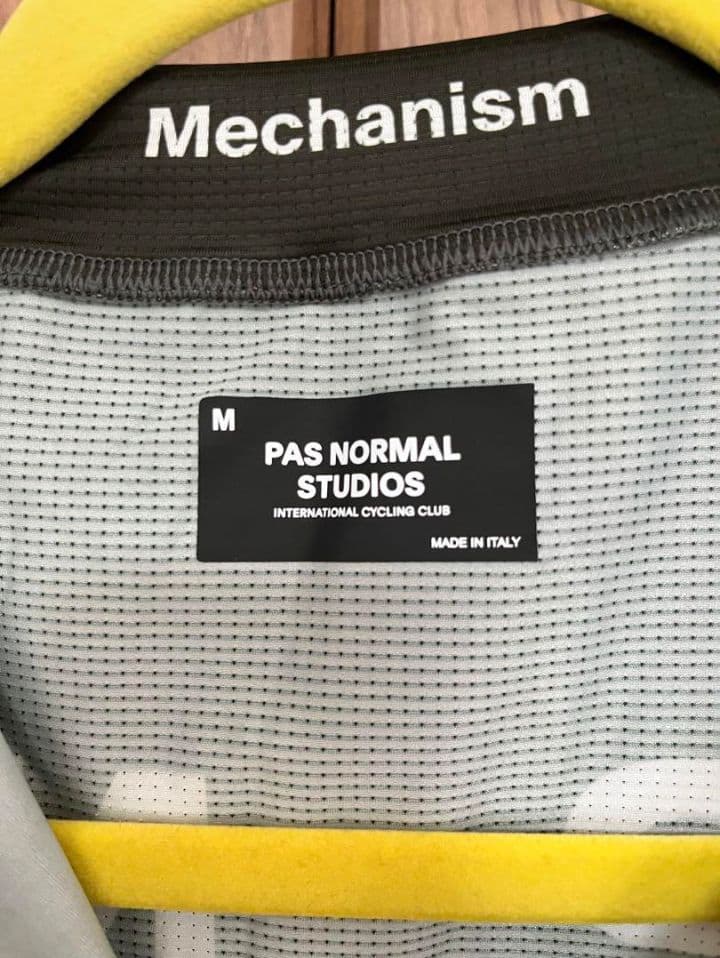 Mechanism
M
PAS NORMAL
STUDIOS
INTERNATIONAL CYCLING CLUB
MADE IN ITALY